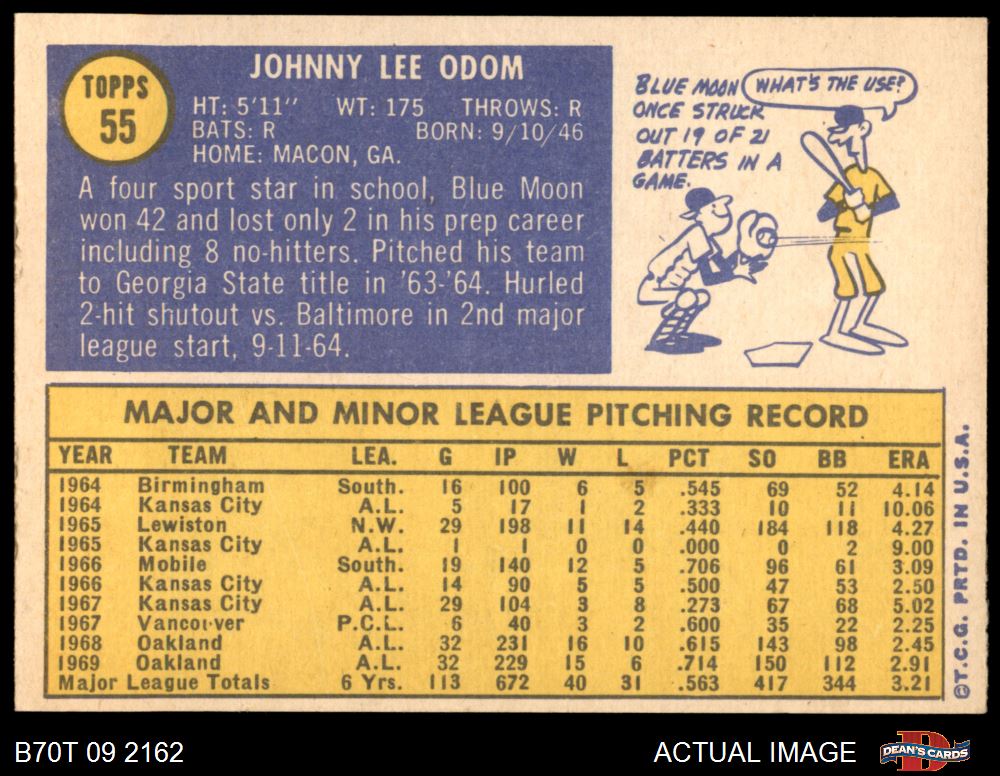 TOPPS
55
JOHNNY LEE ODOM
HT: 5'11" WT: 175 THROWS: R
BATS: R BORN: 9/10/46
HOME: MACON, GA.
A four sport star in school, Blue Moon
won 42 and lost only 2 in his prep career
including 8 no-hitters. Pitched his team
to Georgia State title in '63-'64. Hurled
2-hit shutout vs. Baltimore in 2nd major
league start, 9-11-64.
BLUE MOON
ONCE STRUCK
OUT 19 OF 21
BATTERS IN A
GAME.
WHAT'S THE USE?
MAJOR AND MINOR LEAGUE PITCHING RECORD
YEAR TEAM LEA. G IP W L PCT SO BB ERA
1964 Birmingham South. 16 100 6 5 .545 69 52 4.14
1964 Kansas City A.L. 5 17 1 2 .333 10 11 10.06
1965 Lewiston N.W. 29 198 11 14 .440 184 118 4.27
1965 Kansas City A.L. 1 1 0 0 .000 0 2 9.00
1966 Mobile South. 19 140 12 5 .706 96 61 3.09
1966 Kansas City A.L. 14 90 5 5 .500 47 53 2.50
1967 Kansas City A.L. 29 104 3 8 .273 67 68 5.02
1967 Vancouver P.C.L. 6 40 3 2 .600 35 22 2.25
1968 Oakland A.L. 32 231 16 10 .615 143 98 2.45
1969 Oakland A.L. 32 229 15 6 .714 150 112 2.91
Major League Totals 6 Yrs. 113 672 40 31 .563 417 344 3.21
©T.C.G. PRTD. IN U.S.A.
B70T 09 2162
ACTUAL IMAGE
D
DEAN'S CARDS